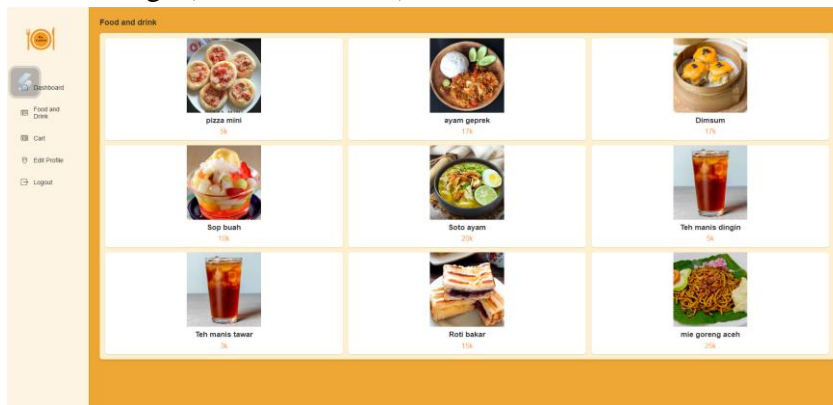 Food and drink
Dashboard
Food and
Drink
Cart
Edit Profile
Logout
pizza mini
5k
ayam geprek
17k
Dimsum
17k
Sop buah
Soto ayam
20k
Teh manis dingin
5k
Teh manis tawar
3k
Roti bakar
15k
mie goreng aceh